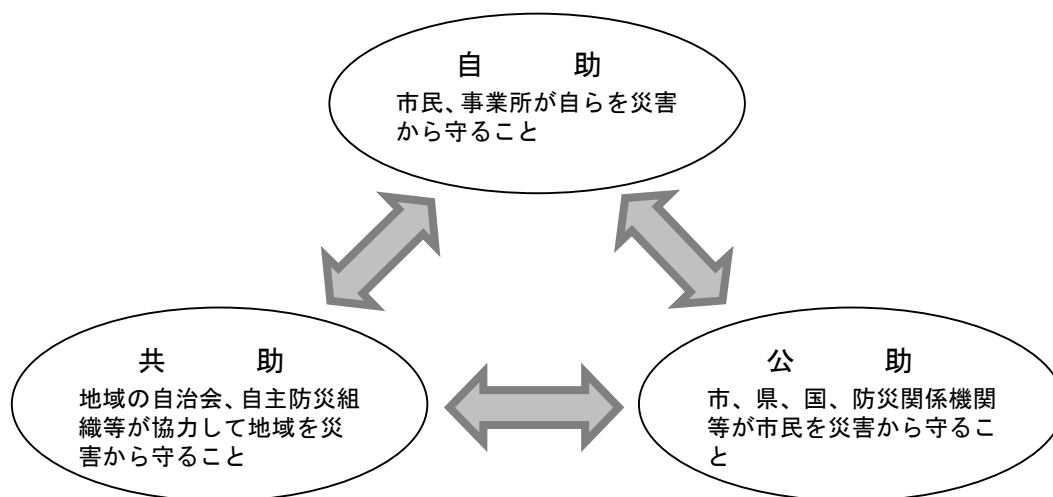 自　　助
市民、事業所が自らを災害
から守ること
共　　助
地域の自治会、自主防災組
織等が協力して地域を災
害から守ること
公　　助
市、県、国、防災関係機関
等が市民を災害から守るこ
と